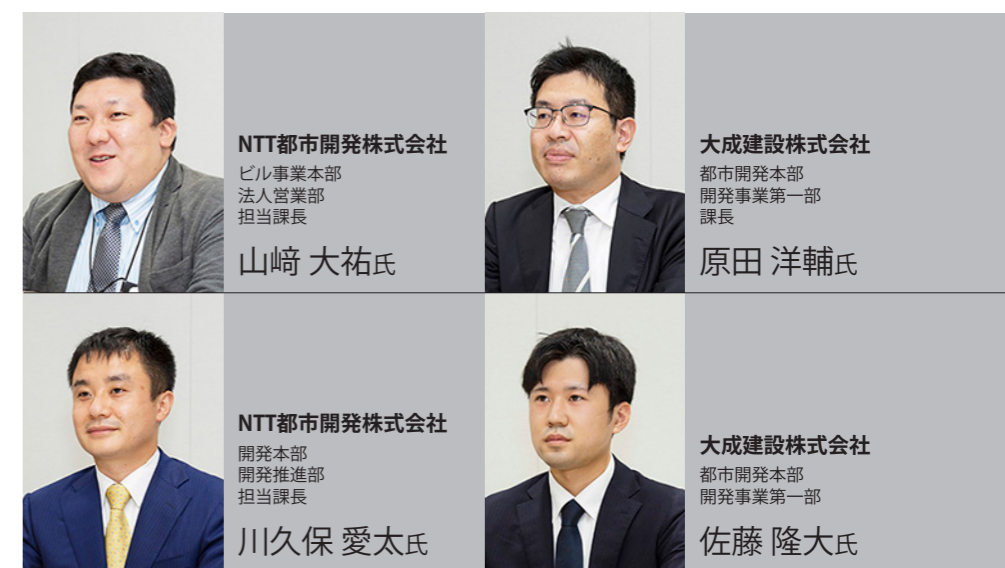 NTT都市開発株式会社
ビル事業本部
法人営業部
担当課長
山﨑 大祐氏
大成建設株式会社
都市開発本部
開発事業第一部
課長
原田 洋輔氏
NTT都市開発株式会社
開発本部
開発推進部
担当課長
川久保 愛太氏
大成建設株式会社
都市開発本部
開発事業第一部
佐藤 隆大氏